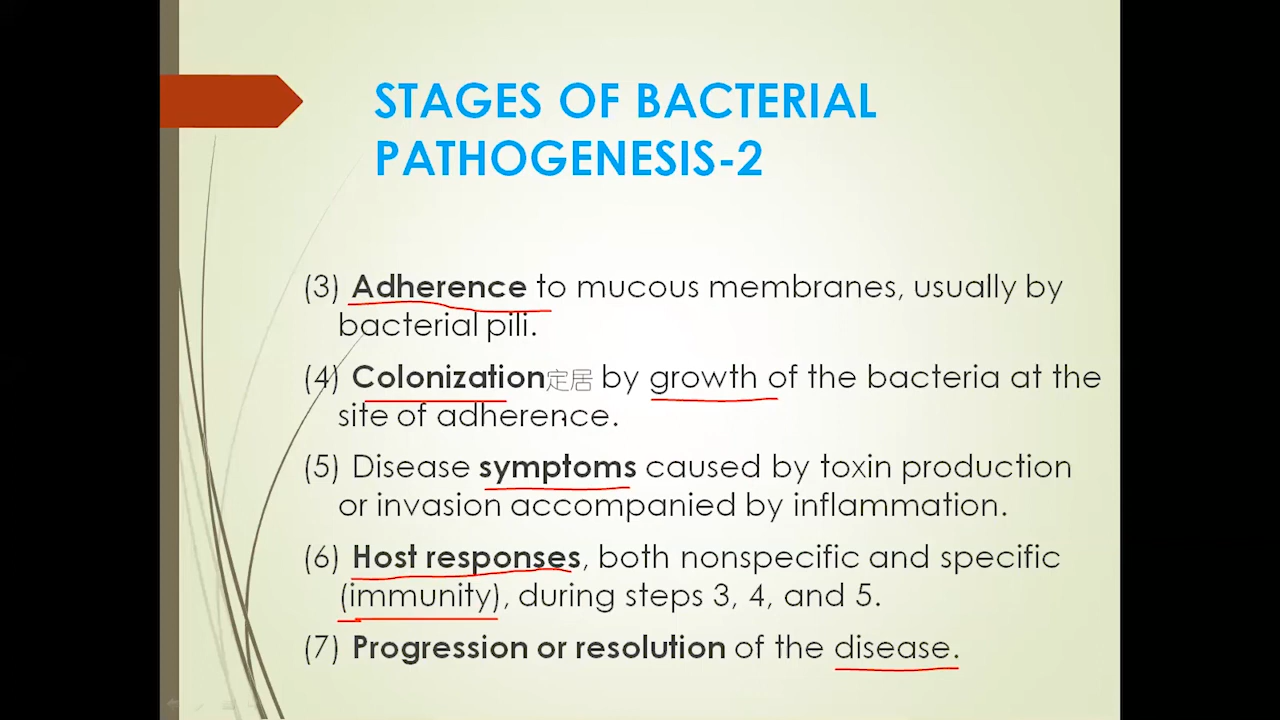 STAGES OF BACTERIAL
PATHOGENESIS-2
(3) Adherence to mucous membranes, usually by
bacterial pili.
(4) Colonization定居 by growth of the bacteria at the
site of adherence.
(5) Disease symptoms caused by toxin production
or invasion accompanied by inflammation.
(6) Host responses, both nonspecific and specific
(immunity), during steps 3, 4, and 5.
(7) Progression or resolution of the disease.